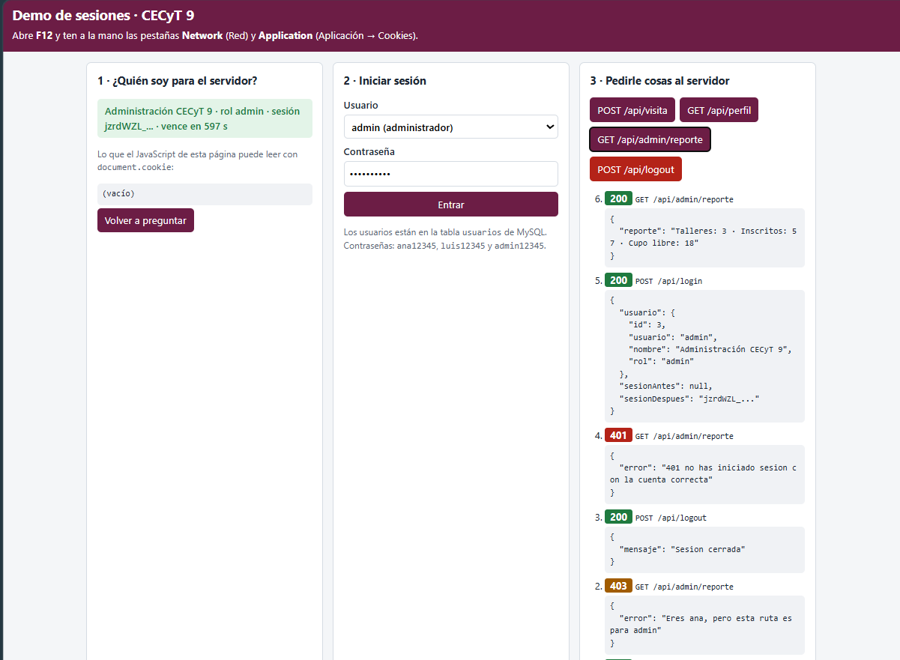 Demo de sesiones · CECyT 9
Abre F12 y ten a la mano las pestañas Network (Red) y Application (Aplicación → Cookies).
1 · ¿Quién soy para el servidor?
Administración CECyT 9 · rol admin · sesión
jzrdWZL_... · vence en 597 s
Lo que el JavaScript de esta página puede leer con
document.cookie:
(vacío)
Volver a preguntar
2 · Iniciar sesión
Usuario
admin (administrador)
Contraseña
••••••••••
Entrar
Los usuarios están en la tabla usuarios de MySQL.
Contraseñas: ana12345, luis12345 y admin12345.
3 · Pedirle cosas al servidor
POST /api/visita
GET /api/perfil
GET /api/admin/reporte
POST /api/logout
6. 200 GET /api/admin/reporte
{
"reporte": "Talleres: 3 · Inscritos: 5
7 · Cupo libre: 18"
}
5. 200 POST /api/login
{
"usuario": {
"id": 3,
"usuario": "admin",
"nombre": "Administración CECyT 9",
"rol": "admin"
},
"sesionAntes": null,
"sesionDespues": "jzrdWZL_..."
}
4. 401 GET /api/admin/reporte
{
"error": "401 no has iniciado sesion c
on la cuenta correcta"
}
3. 200 POST /api/logout
{
"mensaje": "Sesion cerrada"
}
2. 403 GET /api/admin/reporte
{
"error": "Eres ana, pero esta ruta es
para admin"
}